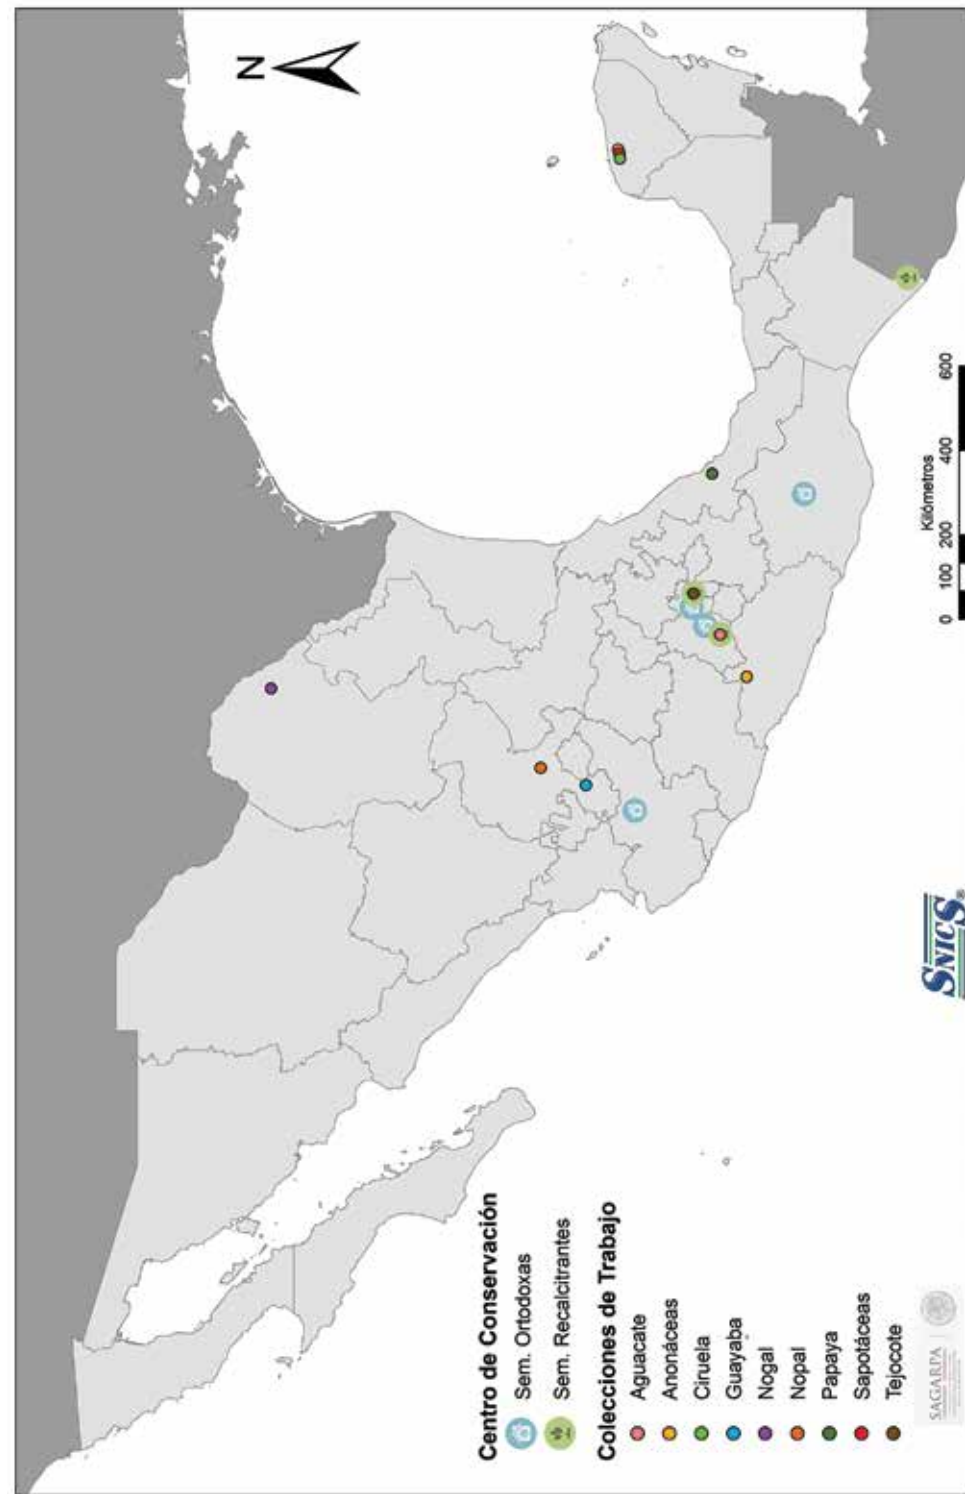 N
Centro de Conservación
Sem. Ortodoxas
Sem. Recalcitrantes
Colecciones de Trabajo
Aguacate
Anonáceas
Ciruela
Guayaba
Nogal
Nopal
Papaya
Sapotáceas
Tejocote
Kilómetros
0 100 200 400 600
SAGARPA
SNICS®